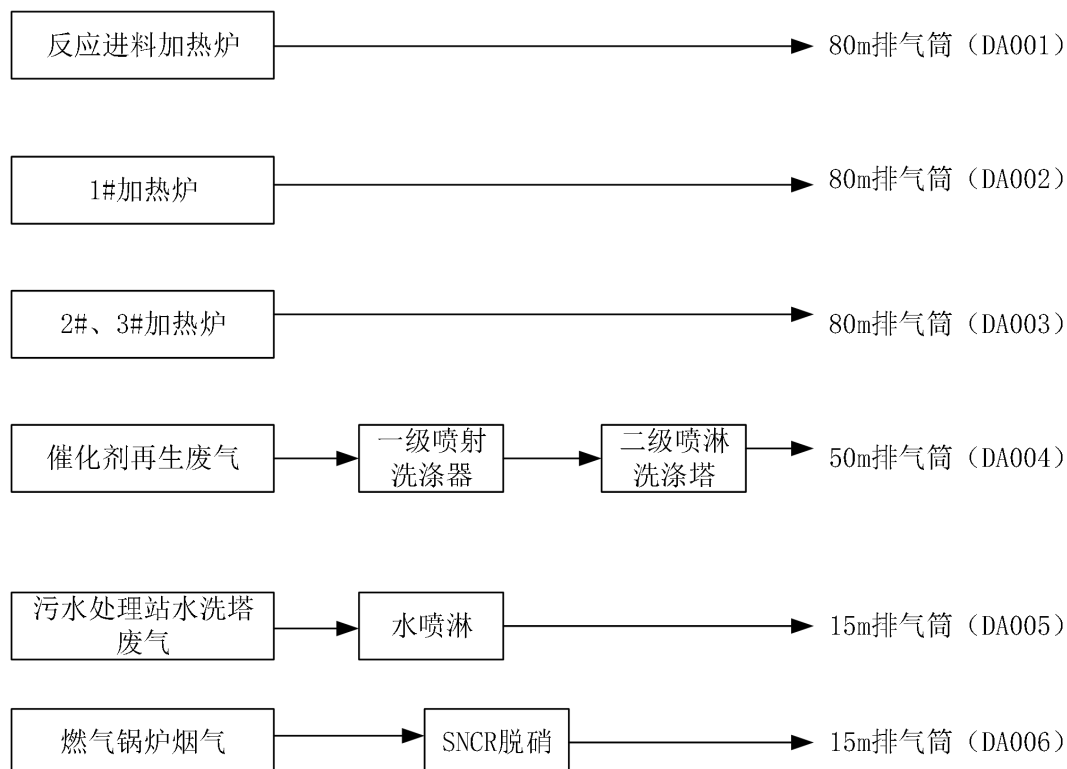 反应进料加热炉
80m排气筒（DA001）
1#加热炉
80m排气筒（DA002）
2#、3#加热炉
80m排气筒（DA003）
催化剂再生废气
一级喷射
洗涤器
二级喷淋
洗涤塔
50m排气筒（DA004）
污水处理站水洗塔
废气
水喷淋
15m排气筒（DA005）
燃气锅炉烟气
SNCR脱硝
15m排气筒（DA006）